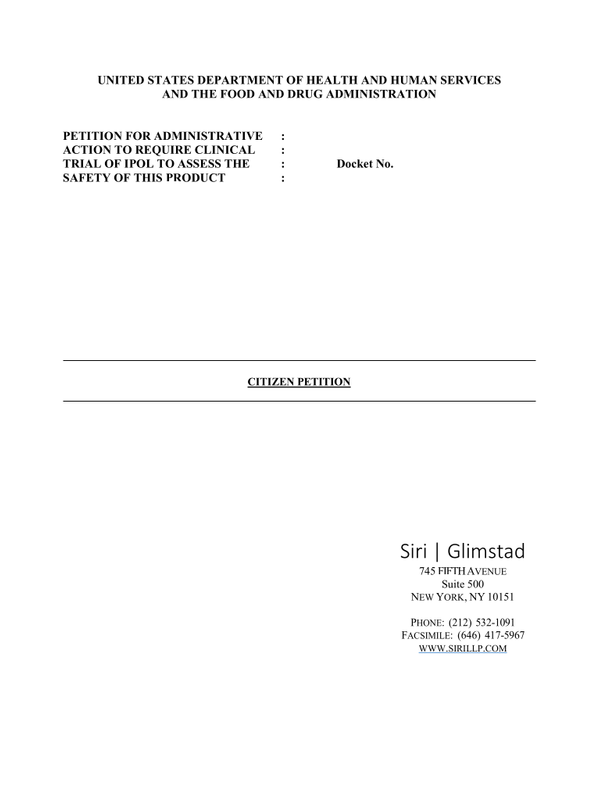 UNITED STATES DEPARTMENT OF HEALTH AND HUMAN SERVICES
AND THE FOOD AND DRUG ADMINISTRATION
PETITION FOR ADMINISTRATIVE :
ACTION TO REQUIRE CLINICAL :
TRIAL OF IPOL TO ASSESS THE : Docket No.
SAFETY OF THIS PRODUCT :
CITIZEN PETITION
Siri | Glimstad
745 FIFTH AVENUE
Suite 500
NEW YORK, NY 10151
PHONE: (212) 532-1091
FACSIMILE: (646) 417-5967
WWW.SIRILLP.COM